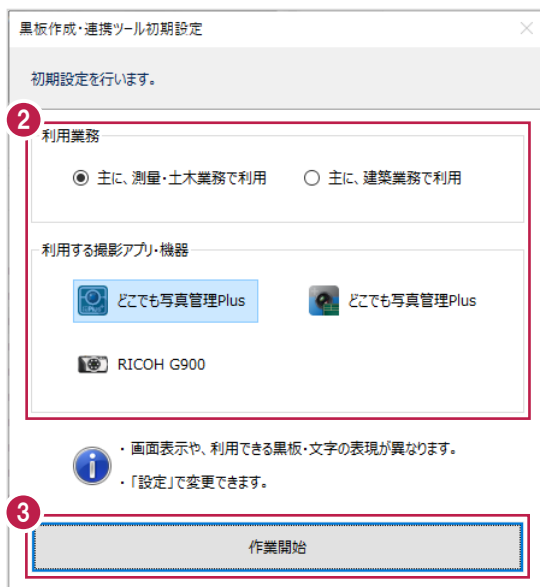 黒板作成・連携ツール初期設定
初期設定を行います。
2
利用業務
主に、測量・土木業務で利用
主に、建築業務で利用
利用する撮影アプリ・機器
Plus
どこでも写真管理Plus
どこでも写真管理Plus
RICOH G900
・画面表示や、利用できる黒板・文字の表現が異なります。
・「設定」で変更できます。
3
作業開始